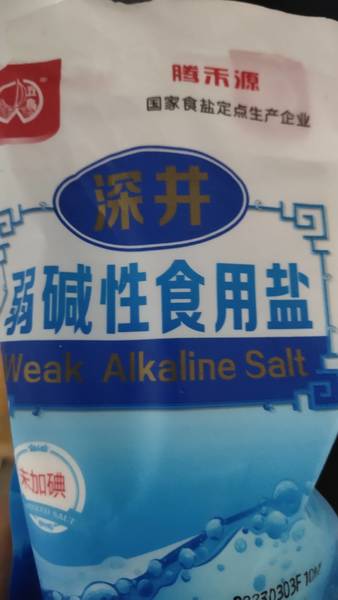 腾禾源
国家食盐定点生产企业
深井
弱碱性食用盐
Weak Alkaline Salt
未加碘